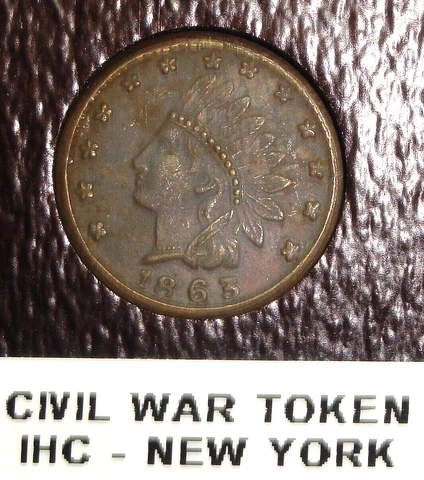 1863
CIVIL WAR TOKEN
IHC - NEW YORK